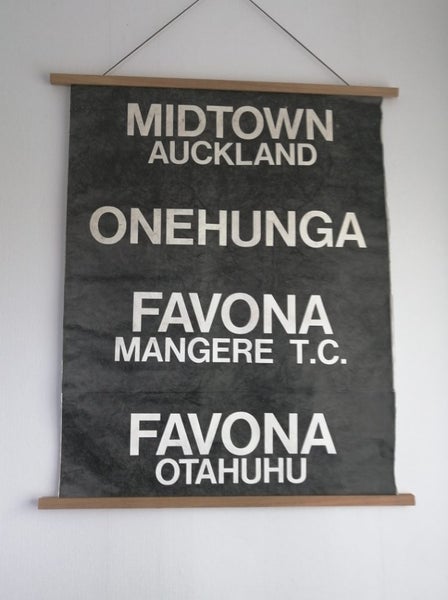 MIDTOWN
AUCKLAND
ONEHUNGA
FAVONA
MANGERE T.C.
FAVONA
OTAHUHU